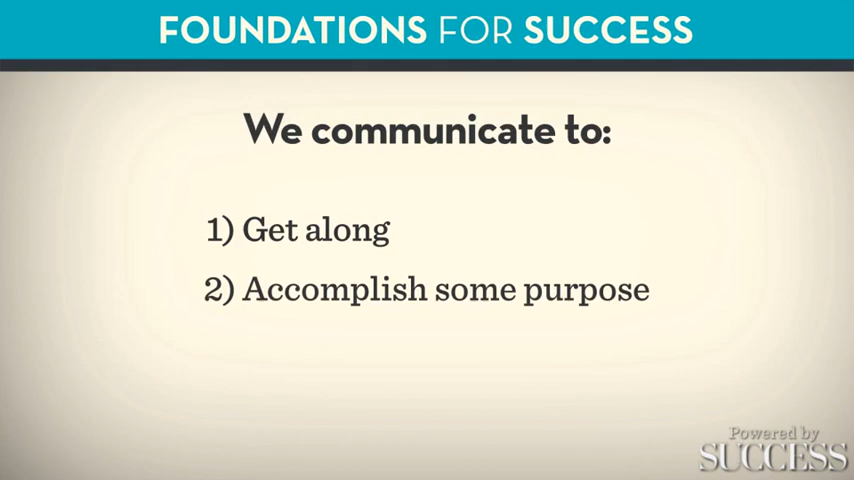 FOUNDATIONS FOR SUCCESS
We communicate to:
1) Get along
2) Accomplish some purpose
Powered by
SUCCESS